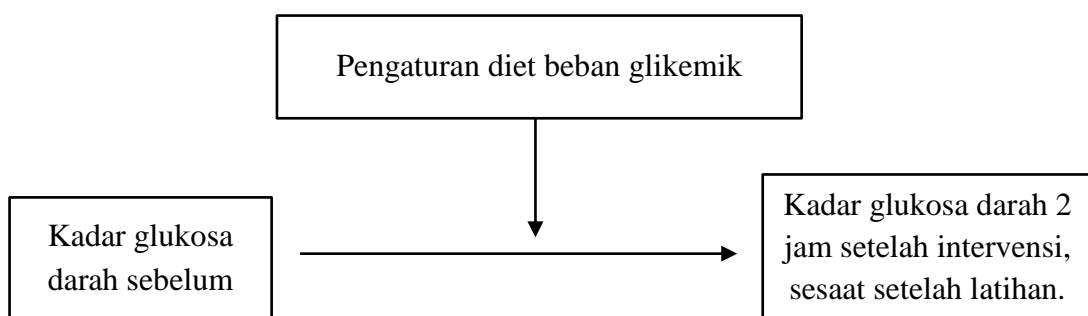 Pengaturan diet beban glikemik
Kadar glukosa
darah sebelum
Kadar glukosa darah 2
jam setelah intervensi,
sesaat setelah latihan.